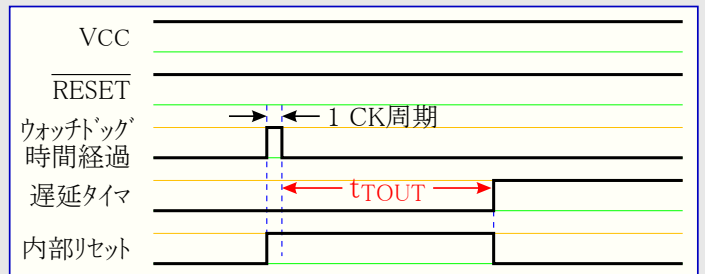 VCC
RESET
1 CK周期
ウォッチドッグ
時間経過
遅延タイマ
tTOUT
内部リセット